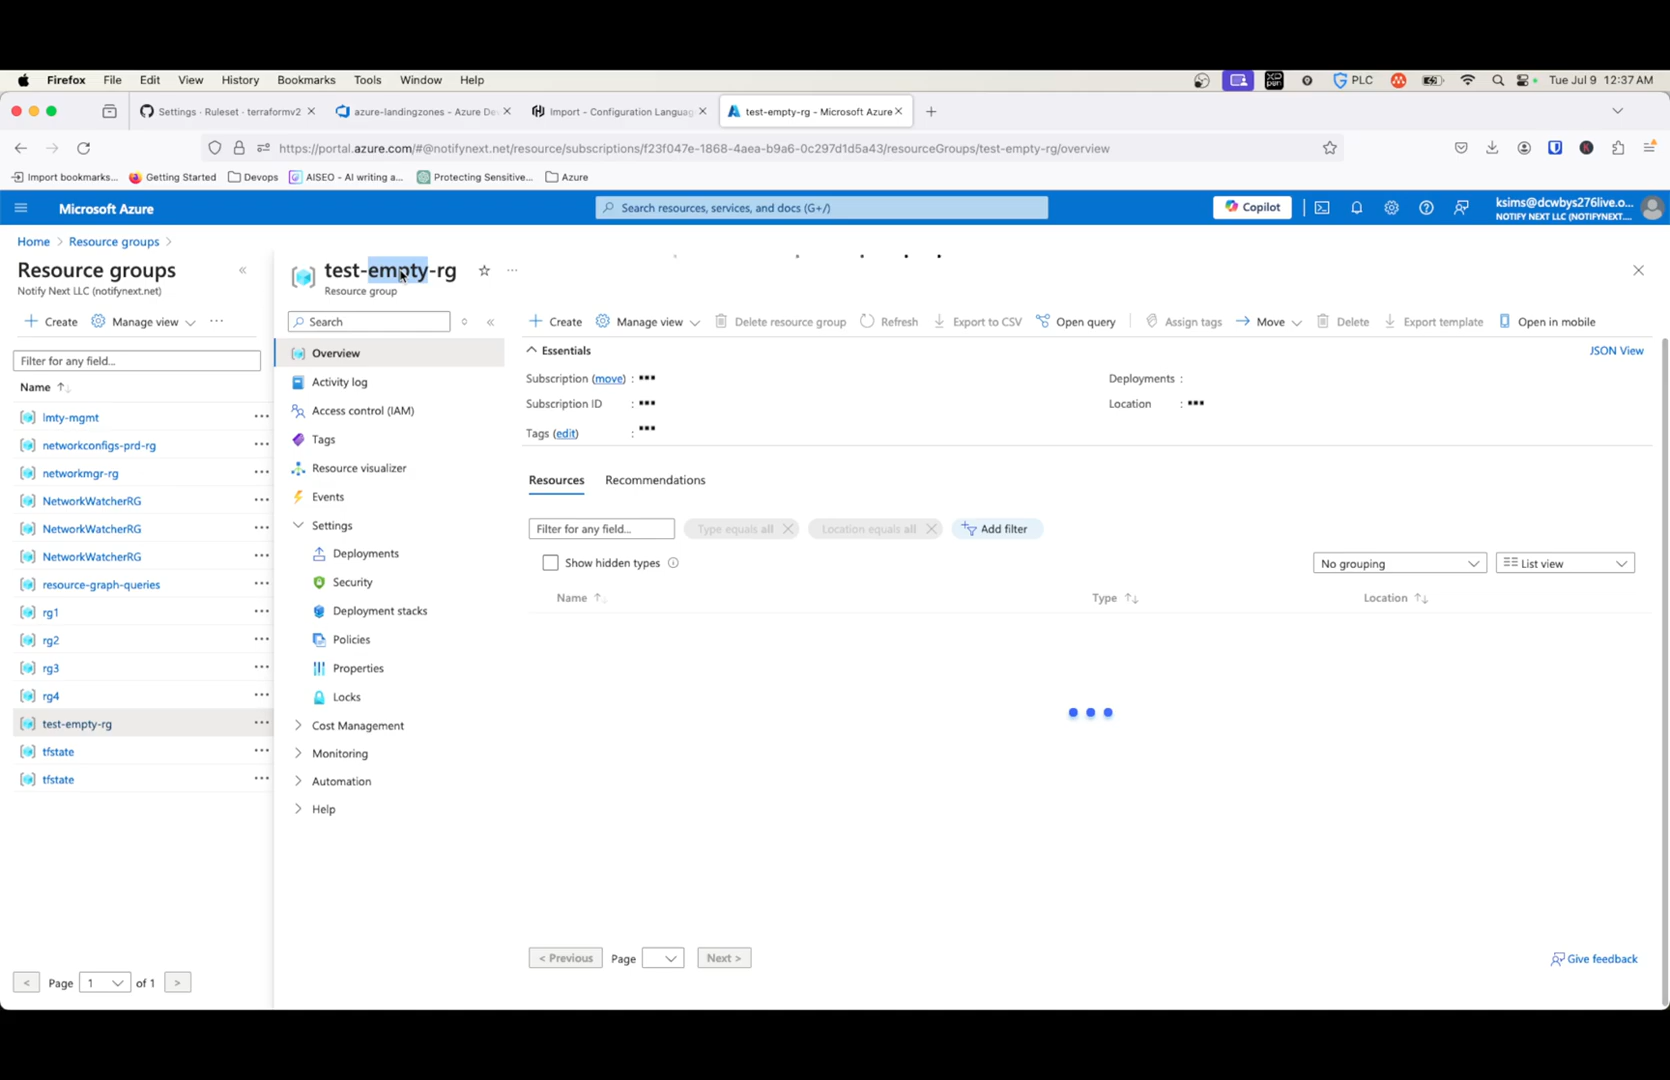 Firefox File Edit View History Bookmarks Tools Window Help PLC Tue Jul 9 12:37 AM
Settings · Ruleset · terraformv2 azure-landingzones - Azure De Import - Configuration Languag test-empty-rg - Microsoft Azure
https://portal.azure.com/#@notifynext.net/resource/subscriptions/f23f047e-1868-4aea-b9a6-0c297d1d5a43/resourceGroups/test-empty-rg/overview
Import bookmarks... Getting Started Devops AISEO - AI writing a... Protecting Sensitive... Azure
Microsoft Azure
Search resources, services, and docs (G+/)
Copilot
ksims@dcwbys276live.o...
NOTIFY NEXT LLC (NOTIFYNEXT....
Home > Resource groups >
Resource groups
Notify Next LLC (notifynext.net)
Create Manage view ...
Filter for any field...
Name
lmty-mgmt
networkconfigs-prd-rg
networkmgr-rg
NetworkWatcherRG
NetworkWatcherRG
NetworkWatcherRG
resource-graph-queries
rg1
rg2
rg3
rg4
test-empty-rg
tfstate
tfstate
< Page 1 of 1 >
test-empty-rg
Resource group
Search
Overview
Activity log
Access control (IAM)
Tags
Resource visualizer
Events
Settings
Deployments
Security
Deployment stacks
Policies
Properties
Locks
Cost Management
Monitoring
Automation
Help
Create Manage view Delete resource group Refresh Export to CSV Open query Assign tags Move Delete Export template Open in mobile
Essentials
JSON View
Subscription (move) :
Deployments :
Subscription ID :
Location :
Tags (edit) :
Resources Recommendations
Filter for any field... Type equals all Location equals all Add filter
Show hidden types
No grouping
List view
Name Type Location
< Previous Page Next >
Give feedback